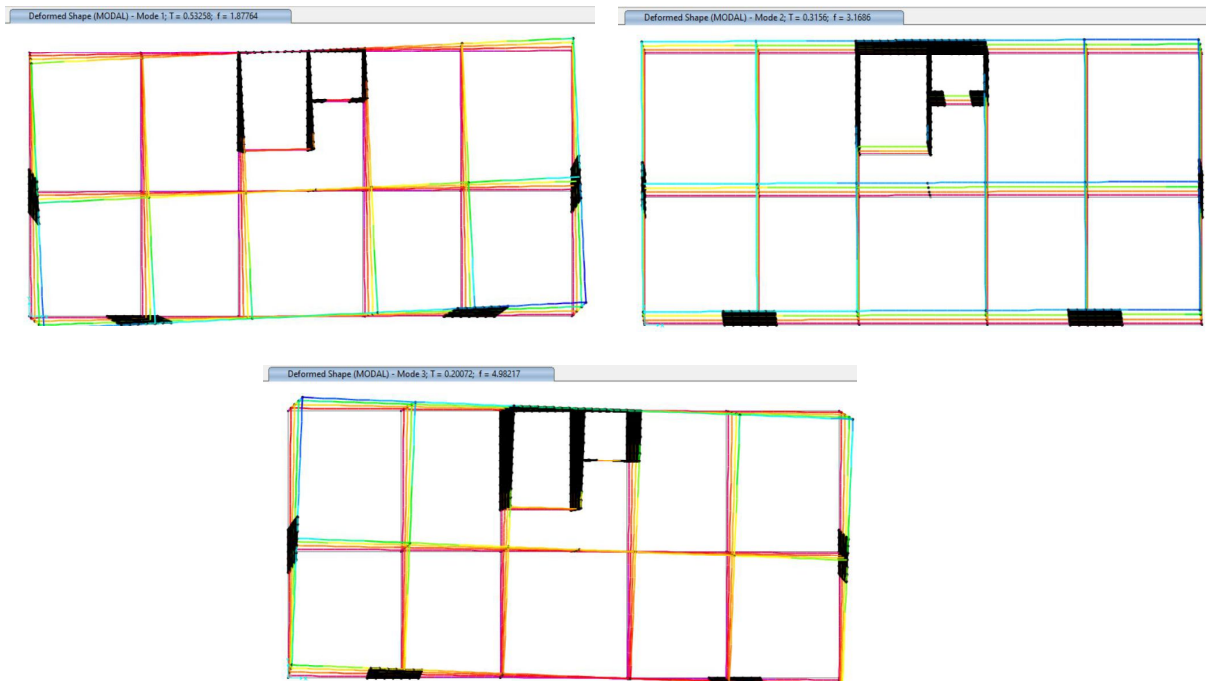 Deformed Shape (MODAL) - Mode 1; T = 0.53258; f = 1.87764
Deformed Shape (MODAL) - Mode 2; T = 0.3156; f = 3.1686
Deformed Shape (MODAL) - Mode 3; T = 0.20072; f = 4.98217